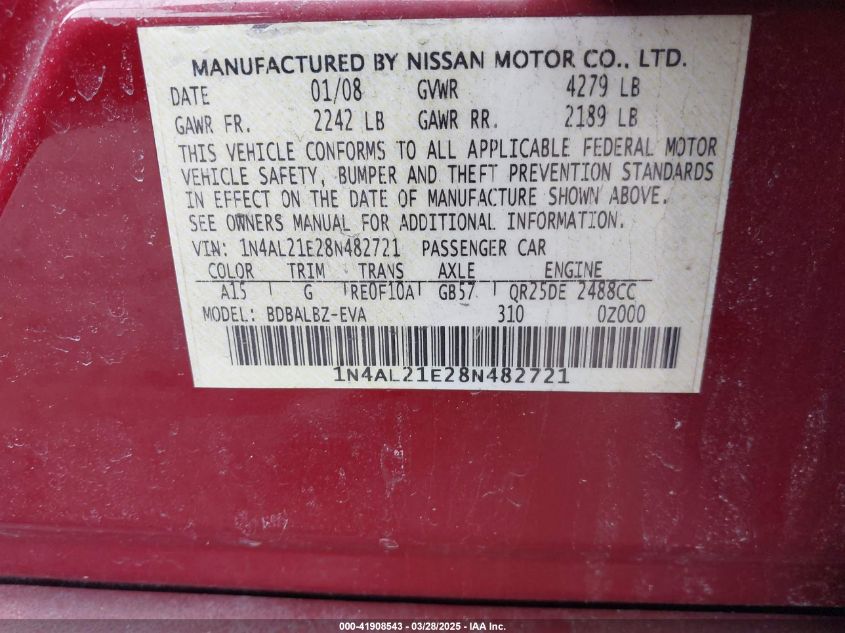 MANUFACTURED BY NISSAN MOTOR CO., LTD.
DATE 01/08 GVWR 4279 LB
GAWR FR. 2242 LB GAWR RR. 2189 LB
THIS VEHICLE CONFORMS TO ALL APPLICABLE FEDERAL MOTOR
VEHICLE SAFETY, BUMPER AND THEFT PREVENTION STANDARDS
IN EFFECT ON THE DATE OF MANUFACTURE SHOWN ABOVE.
SEE OWNERS MANUAL FOR ADDITIONAL INFORMATION.
VIN: 1N4AL21E28N482721 PASSENGER CAR
COLOR TRIM TRANS AXLE ENGINE
A15 G RE0F10A GB57 QR25DE 2488CC
MODEL: BDBALBZ-EVA 310 0Z000
1N4AL21E28N482721
000-41908543 / 03/28/2025 - IAA Inc.